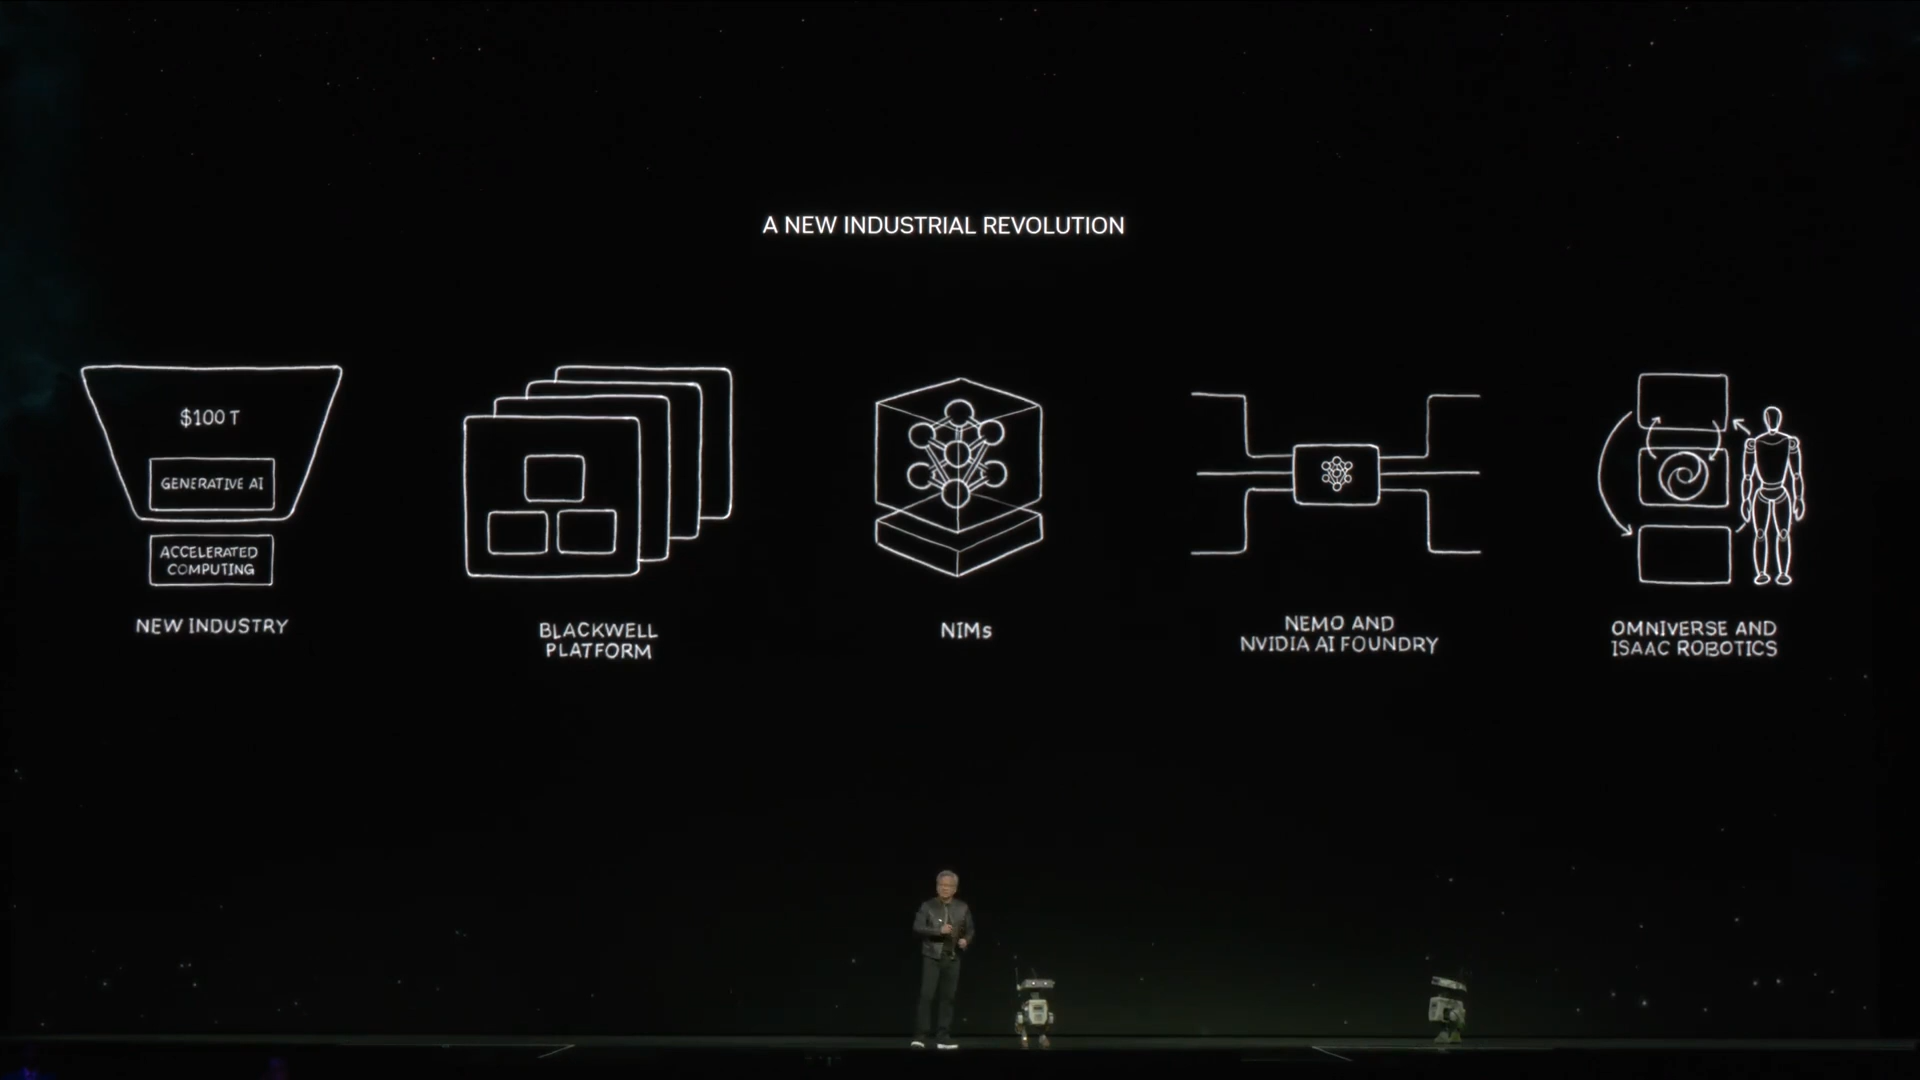 A NEW INDUSTRIAL REVOLUTION
$100 T
GENERATIVE AI
ACCELERATED
COMPUTING
NEW INDUSTRY
BLACKWELL
PLATFORM
NIMs
NEMO AND
NVIDIA AI FOUNDRY
OMNIVERSE AND
ISAAC ROBOTICS